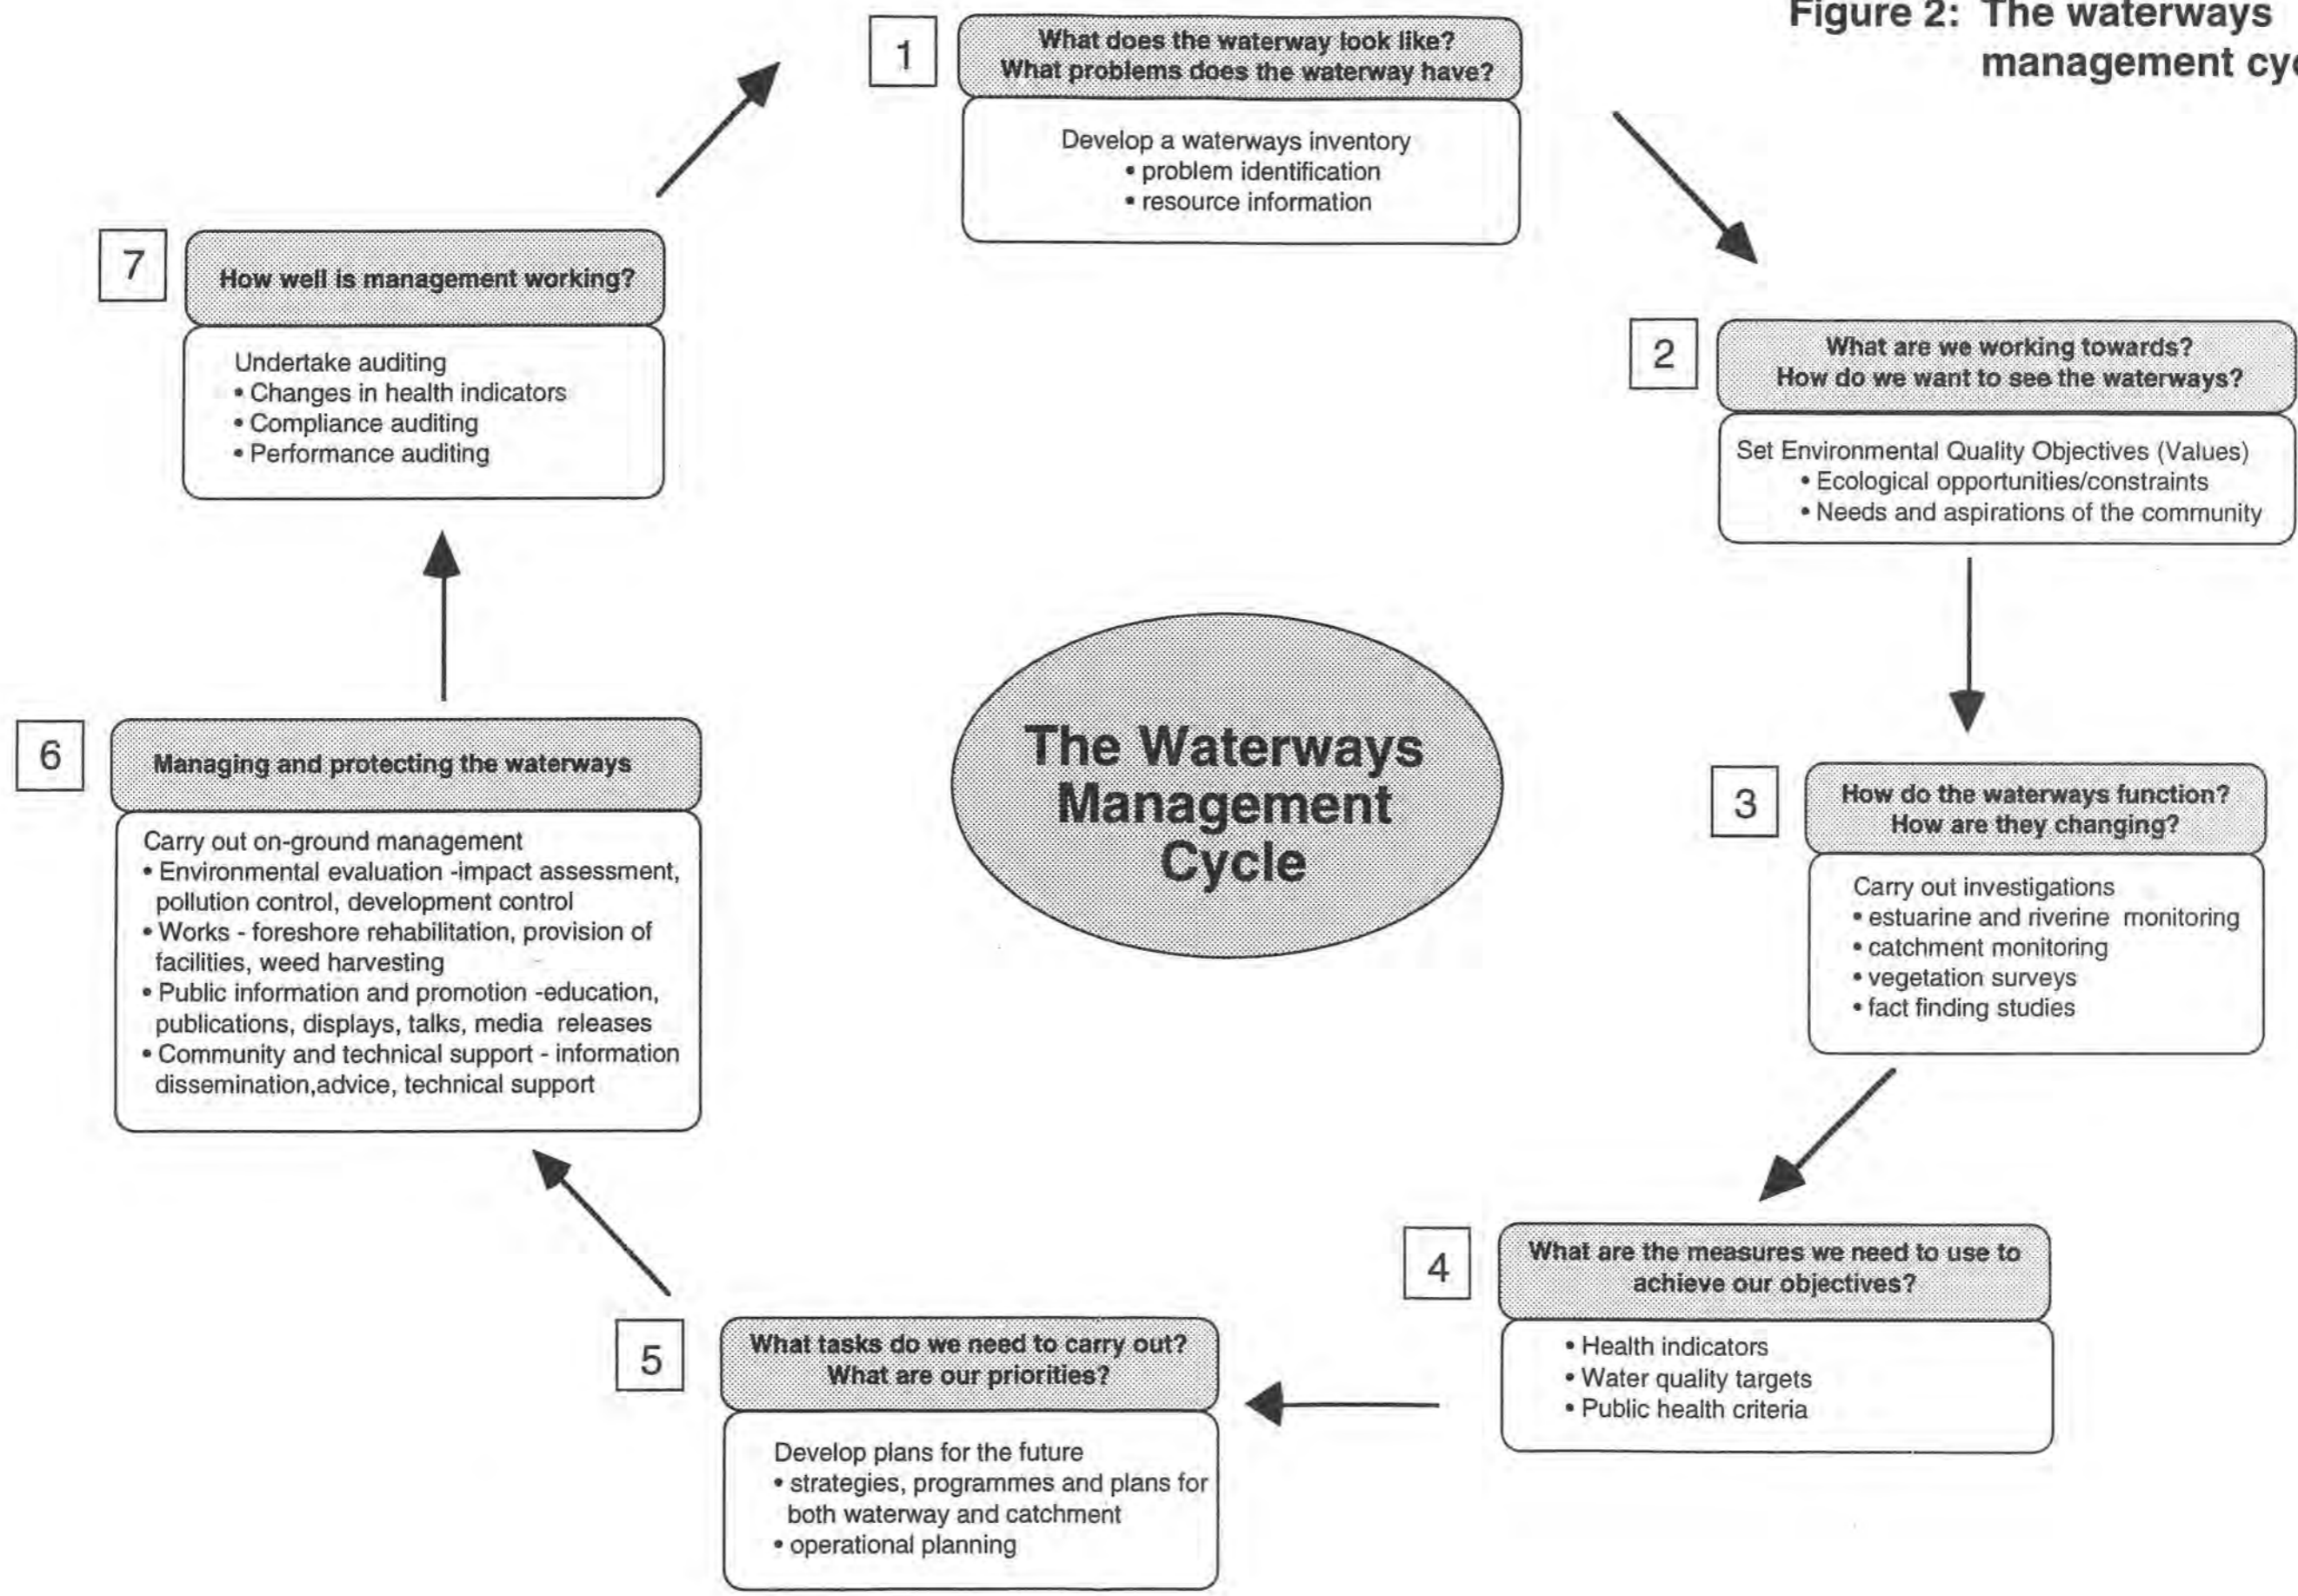 Figure 2: The waterways
management
1
What does the waterway look like?
What problems does the waterway have?
Develop a waterways inventory
• problem identification
• resource information
2
What are we working towards?
How do we want to see the waterways?
Set Environmental Quality Objectives (Values)
• Ecological opportunities/constraints
• Needs and aspirations of the community
3
How do the waterways function?
How are they changing?
Carry out investigations
• estuarine and riverine monitoring
• catchment monitoring
• vegetation surveys
• fact finding studies
4
What are the measures we need to use to
achieve our objectives?
• Health indicators
• Water quality targets
• Public health criteria
5
What tasks do we need to carry out?
What are our priorities?
Develop plans for the future
• strategies, programmes and plans for
both waterway and catchment
• operational planning
6
Managing and protecting the waterways
Carry out on-ground management
• Environmental evaluation -impact assessment,
pollution control, development control
• Works - foreshore rehabilitation, provision of
facilities, weed harvesting
• Public information and promotion -education,
publications, displays, talks, media releases
• Community and technical support - information
dissemination,advice, technical support
7
How well is management working?
Undertake auditing
• Changes in health indicators
• Compliance auditing
• Performance auditing
The Waterways
Management
Cycle